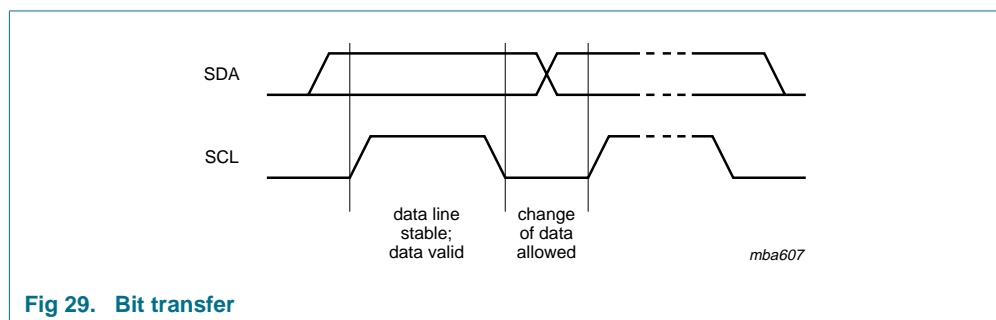 SDA
SCL
data line
stable;
data valid
change
of data
allowed
mba607
Fig 29. Bit transfer